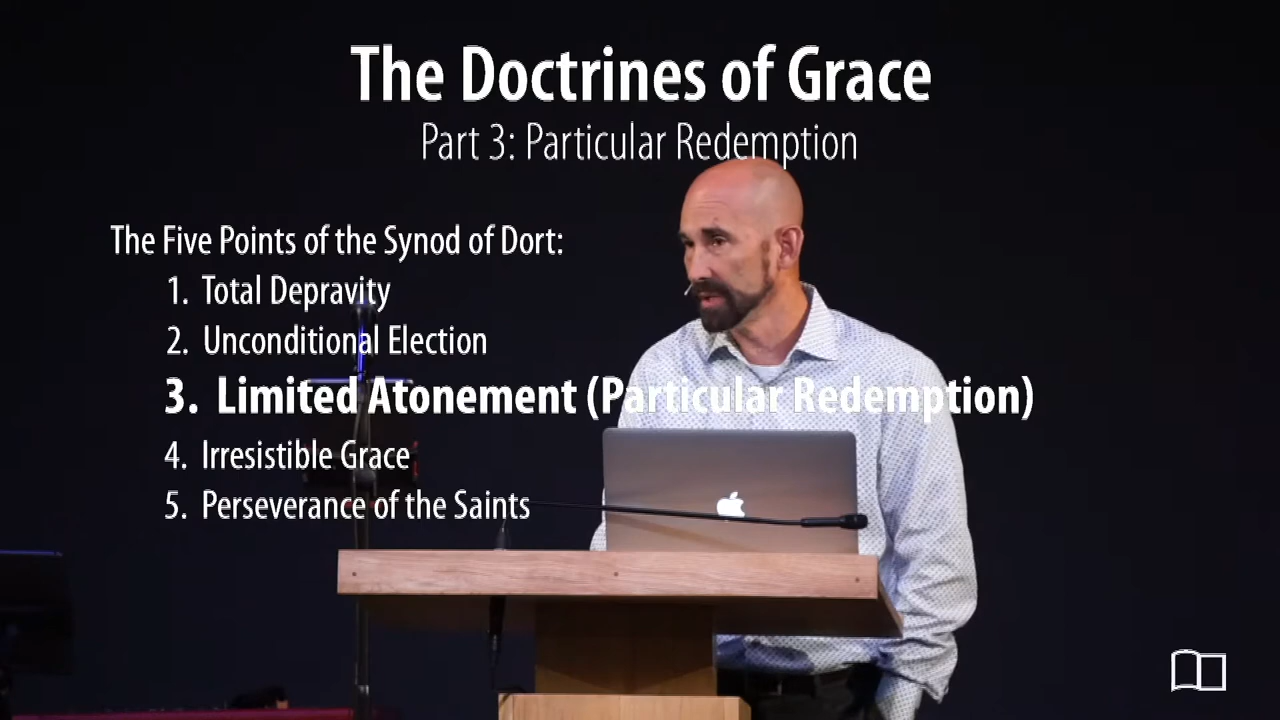 The Doctrines of Grace
Part 3: Particular Redemption
The Five Points of the Synod of Dort:
1. Total Depravity
2. Unconditional Election
3. Limited Atonement (Particular Redemption)
4. Irresistible Grace
5. Perseverance of the Saints